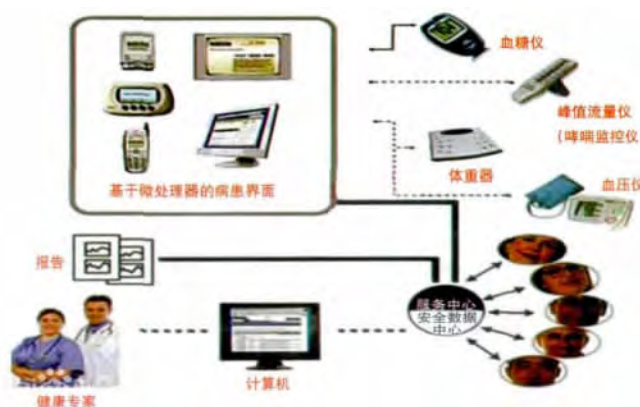 血糖仪
峰值流量仪
(哮喘监控仪
体重器
血压仪
基于微处理器的病患界面
报告
服务中心
安全数据
中心
计算机
健康专家